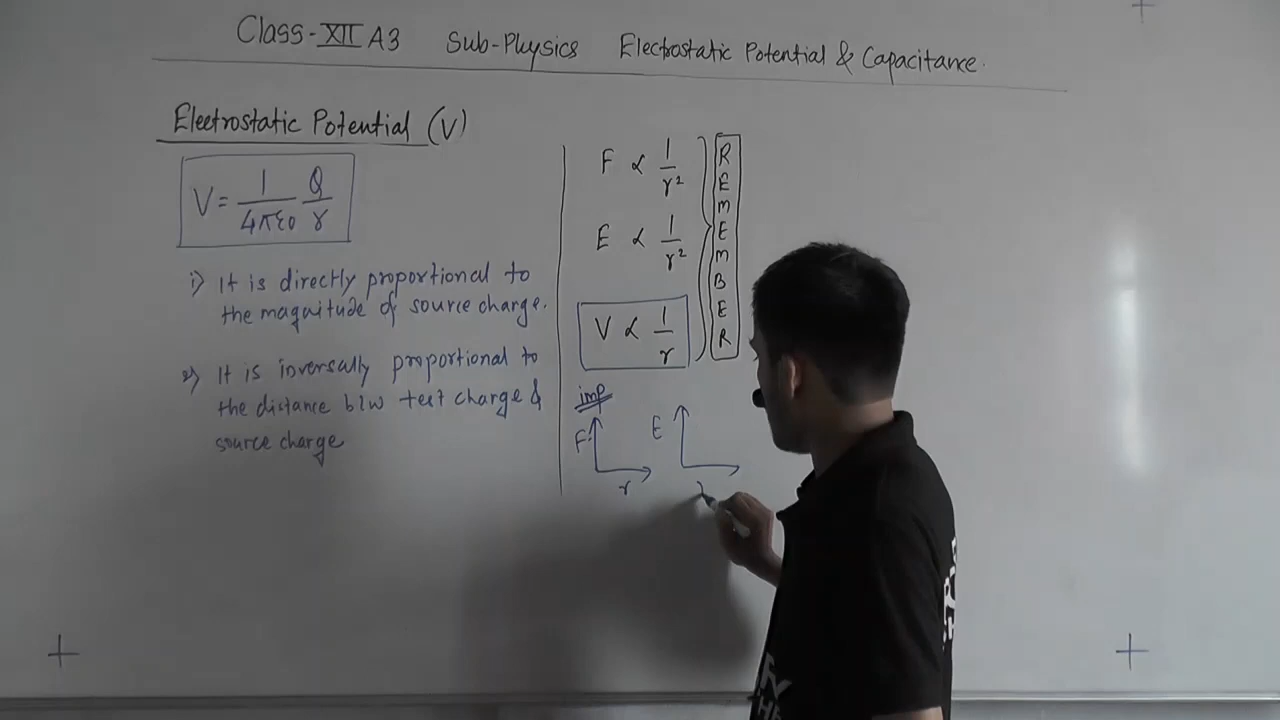 Class-XII A3 Sub-Physics Electrostatic Potential & Capacitance.
Electrostatic Potential (V)
V = 1/4πε0 Q/r
i) It is directly proportional to
the magnitude of source charge.
2) It is inversally proportional to
the distance b/w test charge &
source charge
F ∝ 1/r²
E ∝ 1/r²
V ∝ 1/r
REMEMBER
imp
F
r
E